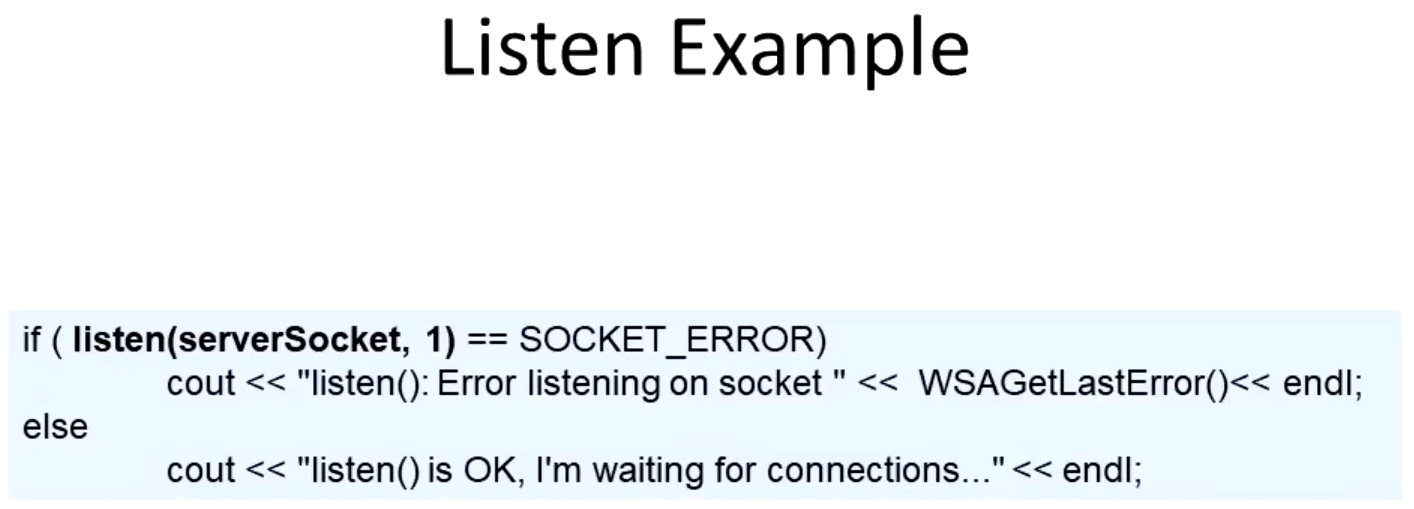 Listen Example
if ( listen(serverSocket, 1) == SOCKET_ERROR)
cout << "listen(): Error listening on socket " << WSAGetLastError()<< endl;
else
cout << "listen() is OK, I'm waiting for connections..." << endl;